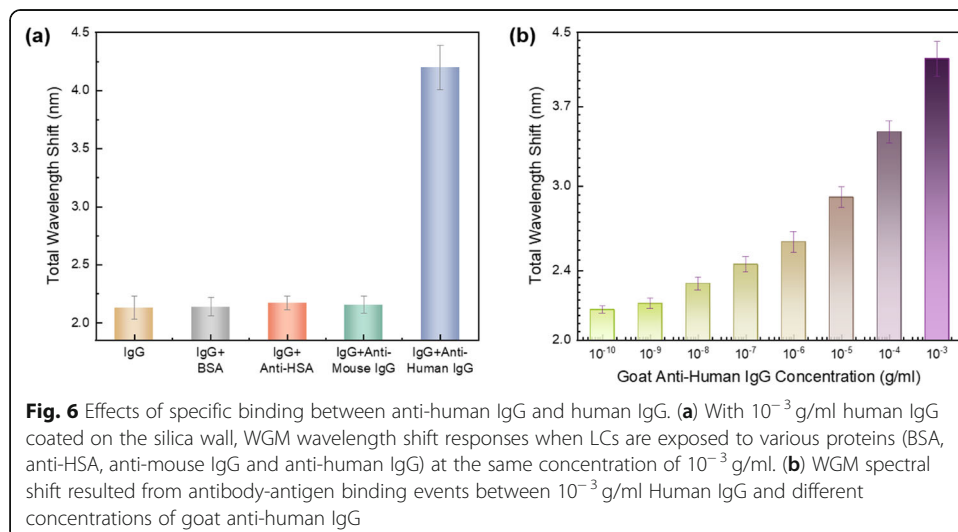 (a)
4.5
4.0
3.5
3.0
2.5
2.0
Total Wavelength Shift (nm)
IgG
IgG+
BSA
IgG+
Anti-HSA
IgG+Anti-
Mouse IgG
IgG+Anti-
Human IgG
(b)
4.5
3.7
3.0
2.4
2.0
Total Wavelength Shift (nm)
10⁻¹⁰ 10⁻⁹ 10⁻⁸ 10⁻⁷ 10⁻⁶ 10⁻⁵ 10⁻⁴ 10⁻³
Goat Anti-Human IgG Concentration (g/ml)
Fig. 6 Effects of specific binding between anti-human IgG and human IgG. (a) With 10⁻³ g/ml human IgG
coated on the silica wall, WGM wavelength shift responses when LCs are exposed to various proteins (BSA,
anti-HSA, anti-mouse IgG and anti-human IgG) at the same concentration of 10⁻³ g/ml. (b) WGM spectral
shift resulted from antibody-antigen binding events between 10⁻³ g/ml Human IgG and different
concentrations of goat anti-human IgG